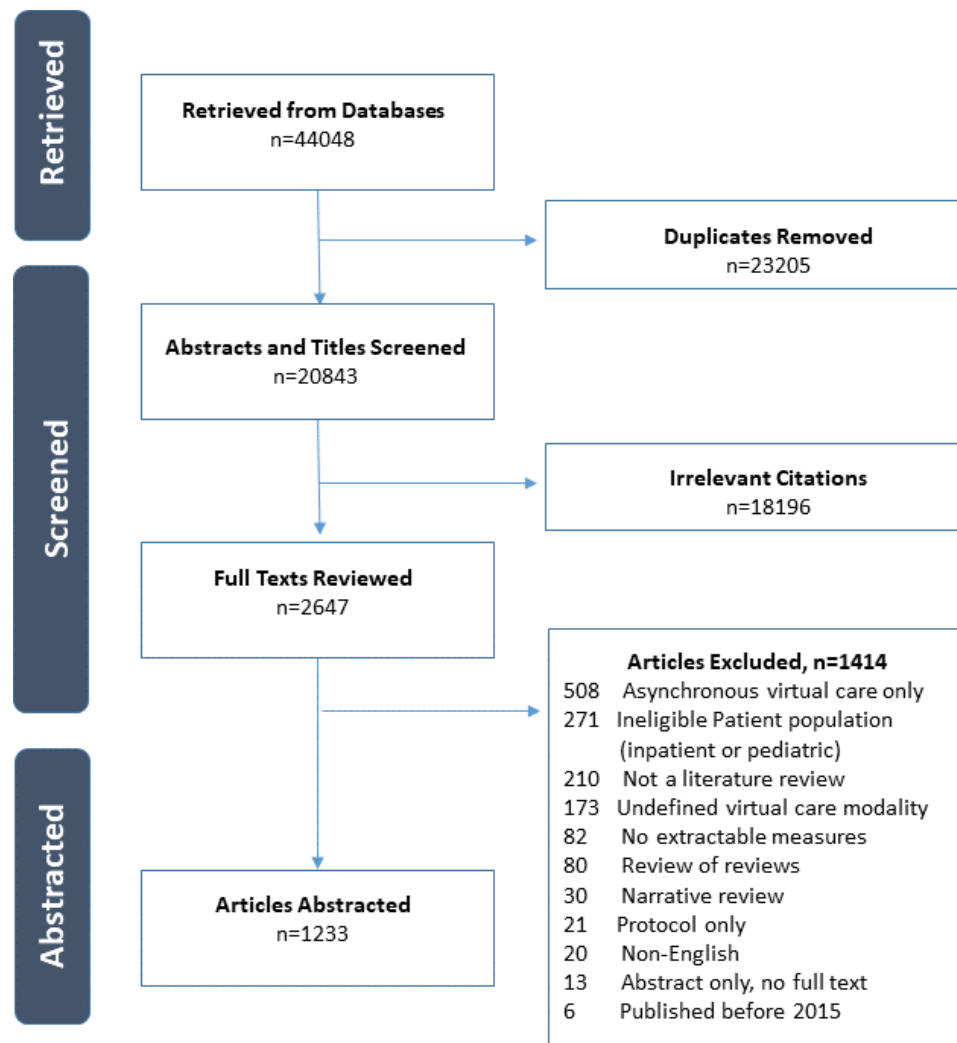 Retrieved
Retrieved from Databases
n=44048
Duplicates Removed
n=23205
Screened
Abstracts and Titles Screened
n=20843
Irrelevant Citations
n=18196
Full Texts Reviewed
n=2647
Articles Excluded, n=1414
508 Asynchronous virtual care only
271 Ineligible Patient population
(inpatient or pediatric)
210 Not a literature review
173 Undefined virtual care modality
82 No extractable measures
80 Review of reviews
30 Narrative review
21 Protocol only
20 Non-English
13 Abstract only, no full text
6 Published before 2015
Abstracted
Articles Abstracted
n=1233